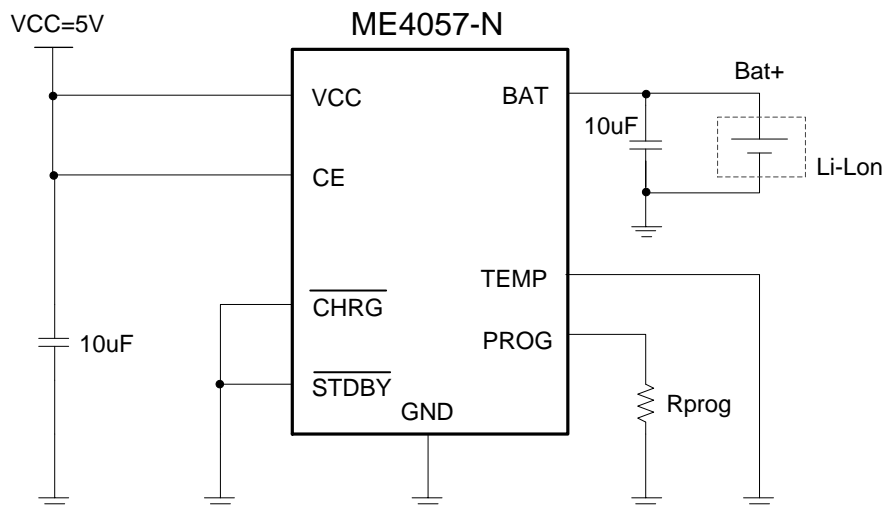 ME4057-N
VCC=5V
VCC
BAT
Bat+
10uF
CE
Li-Lon
TEMP
CHRG
PROG
10uF
STDBY
Rprog
GND